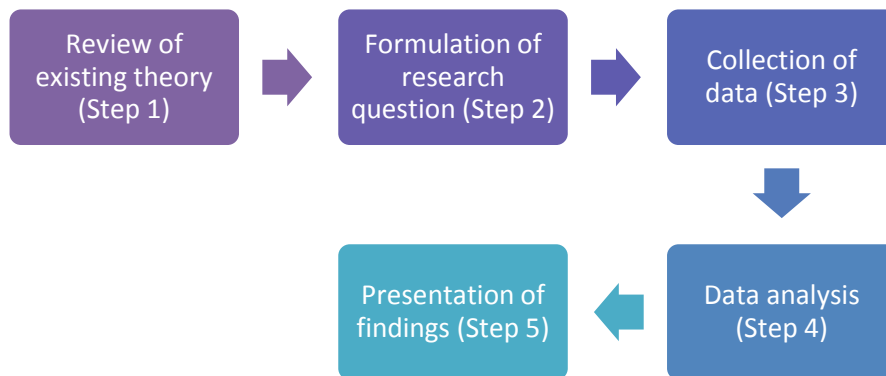 Review of
existing theory
(Step 1)
Formulation of
research
question (Step 2)
Collection of
data (Step 3)
Data analysis
(Step 4)
Presentation of
findings (Step 5)